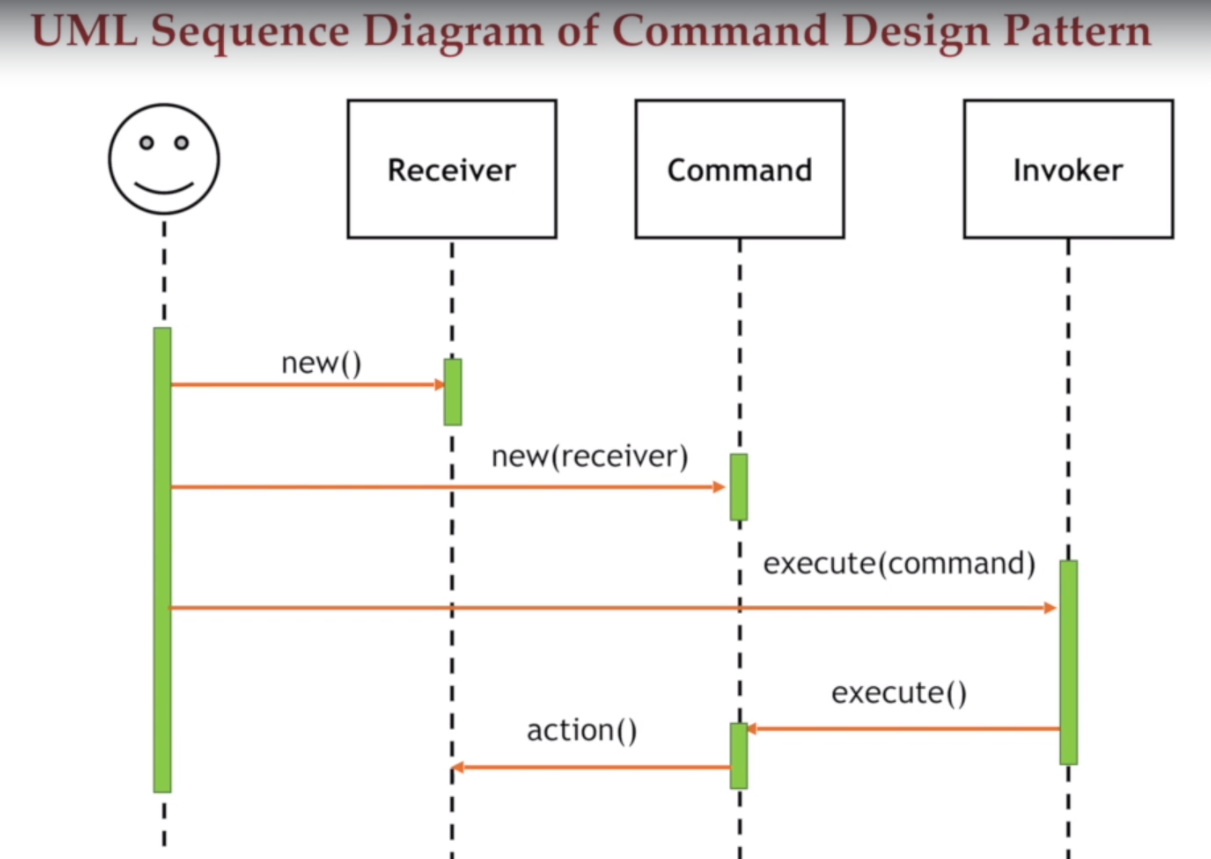 UML Sequence Diagram of Command Design Pattern
Receiver
Command
Invoker
new()
new(receiver)
execute(command)
execute()
action()